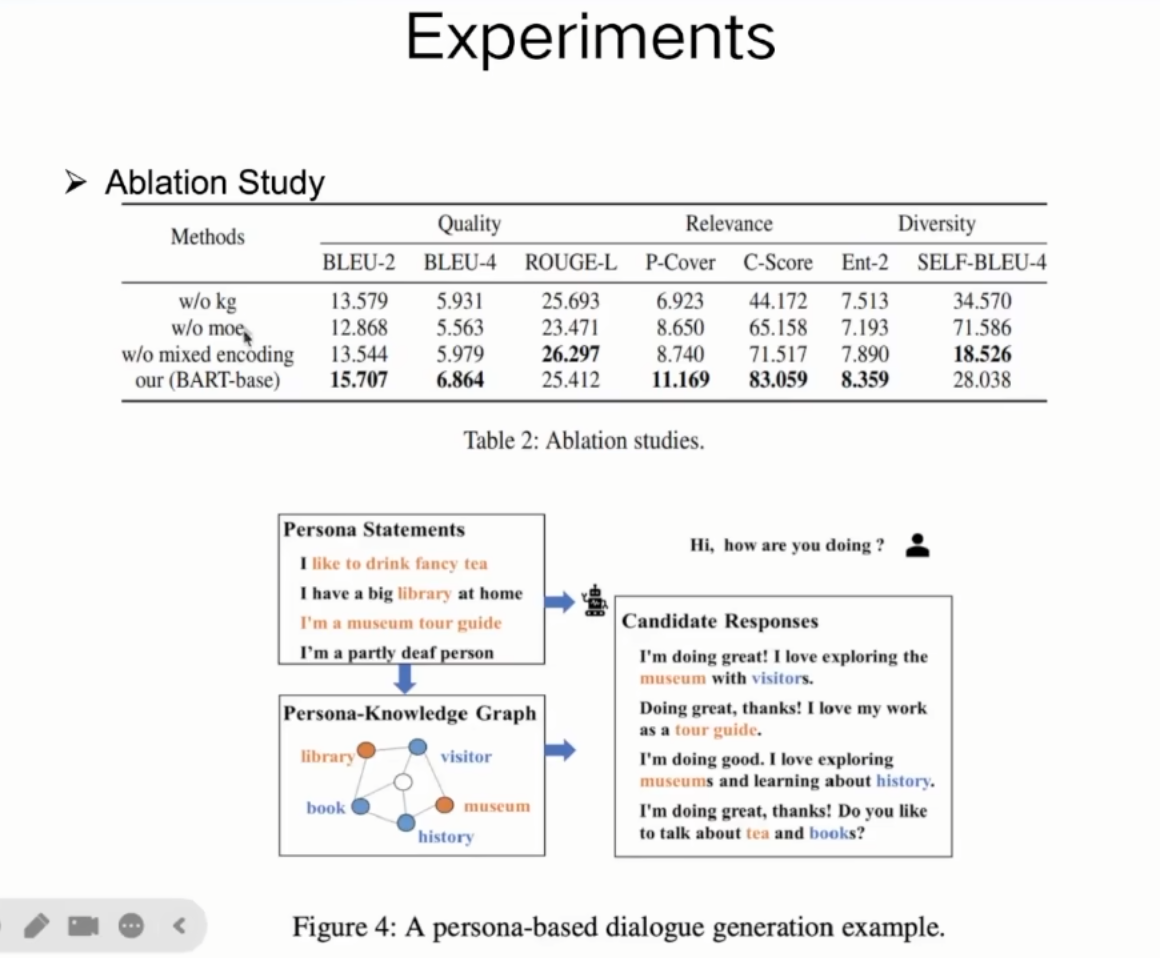 Experiments
➢ Ablation Study
Methods Quality Relevance Diversity
BLEU-2 BLEU-4 ROUGE-L P-Cover C-Score Ent-2 SELF-BLEU-4
w/o kg 13.579 5.931 25.693 6.923 44.172 7.513 34.570
w/o moe 12.868 5.563 23.471 8.650 65.158 7.193 71.586
w/o mixed encoding 13.544 5.979 26.297 8.740 71.517 7.890 18.526
our (BART-base) 15.707 6.864 25.412 11.169 83.059 8.359 28.038
Table 2: Ablation studies.
Persona Statements
I like to drink fancy tea
I have a big library at home
I'm a museum tour guide
I'm a partly deaf person
Persona-Knowledge Graph
library
visitor
book
museum
history
Hi, how are you doing ?
Candidate Responses
I'm doing great! I love exploring the
museum with visitors.
Doing great, thanks! I love my work
as a tour guide.
I'm doing good. I love exploring
museums and learning about history.
I'm doing great, thanks! Do you like
to talk about tea and books?
Figure 4: A persona-based dialogue generation example.